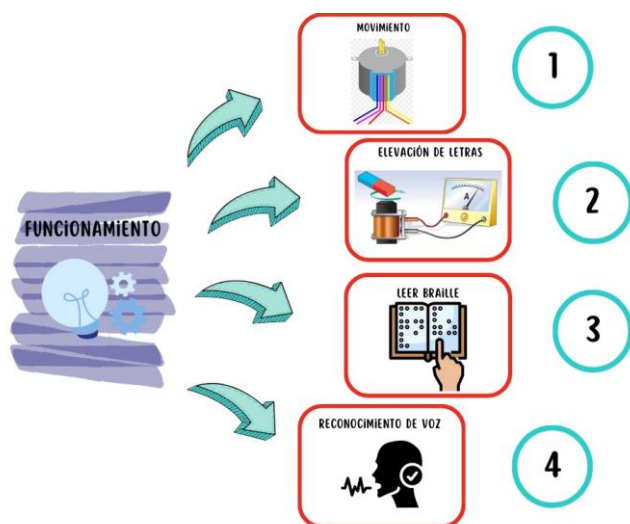 FUNCIONAMIENTO
MOVIMIENTO
1
ELEVACIÓN DE LETRAS
A
2
LEER BRAILLE
3
RECONOCIMIENTO DE VOZ
4